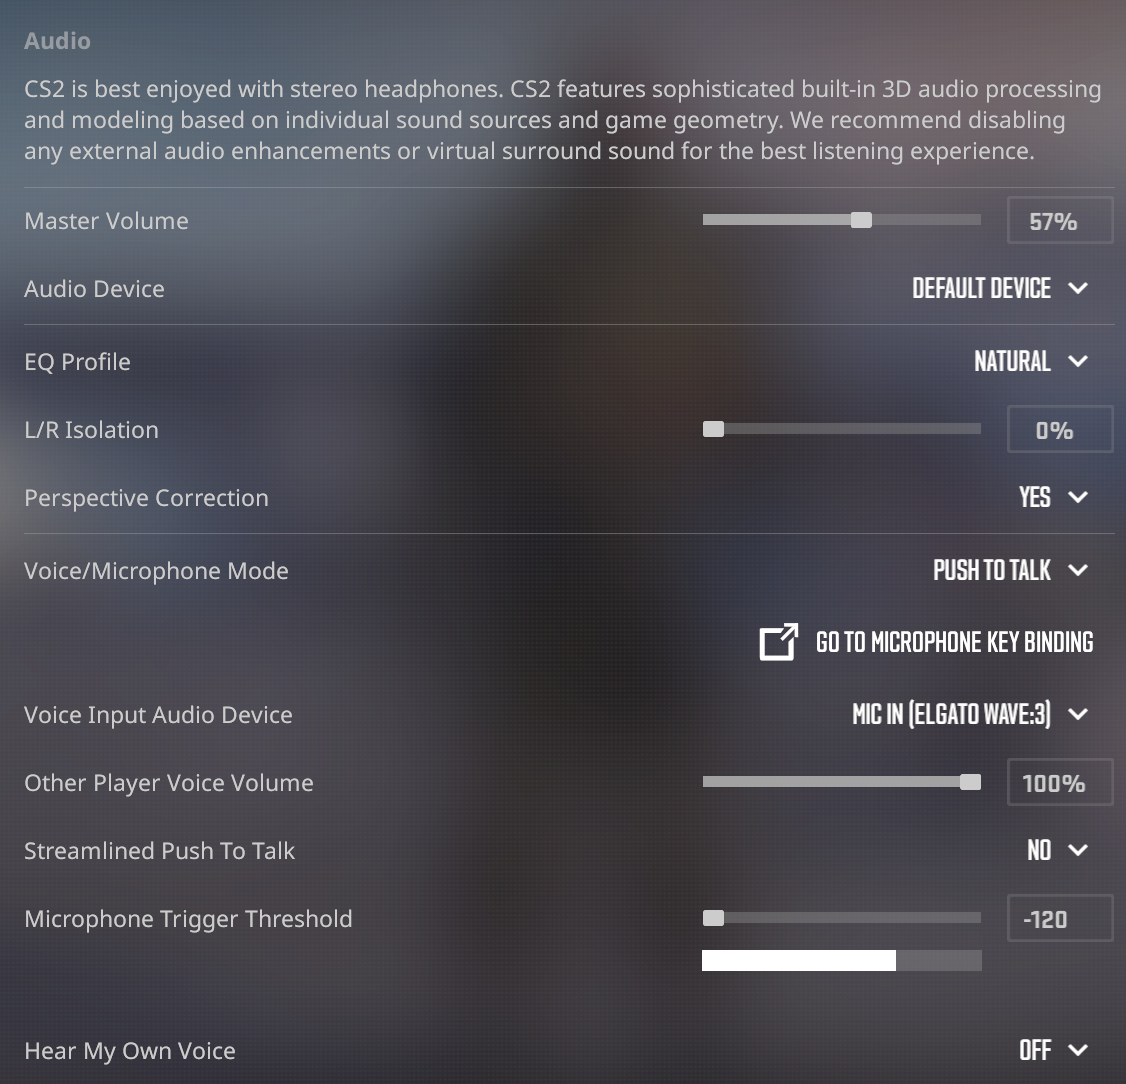 Audio
CS2 is best enjoyed with stereo headphones. CS2 features sophisticated built-in 3D audio processing
and modeling based on individual sound sources and game geometry. We recommend disabling
any external audio enhancements or virtual surround sound for the best listening experience.
Master Volume 57%
Audio Device DEFAULT DEVICE
EQ Profile NATURAL
L/R Isolation 0%
Perspective Correction YES
Voice/Microphone Mode PUSH TO TALK
GO TO MICROPHONE KEY BINDING
Voice Input Audio Device MIC IN (ELGATO WAVE:3)
Other Player Voice Volume 100%
Streamlined Push To Talk NO
Microphone Trigger Threshold -120
Hear My Own Voice OFF